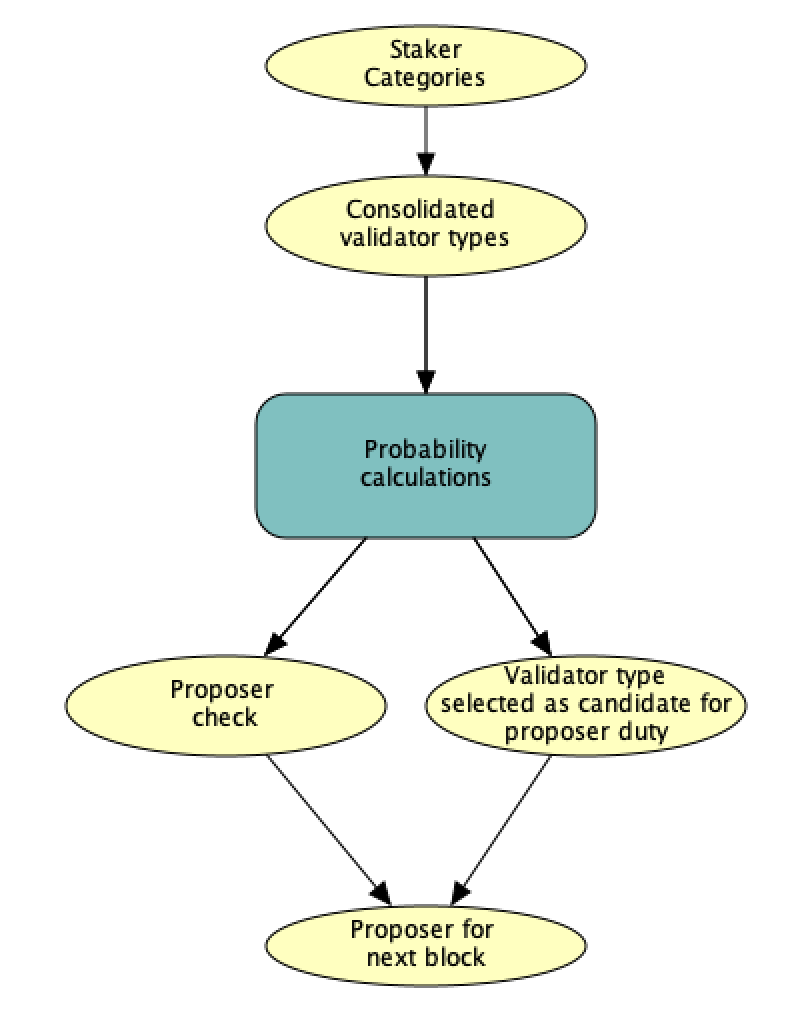 Staker
Categories
Consolidated
validator types
Probability
calculations
Proposer
check
Validator type
selected as candidate for
proposer duty
Proposer for
next block